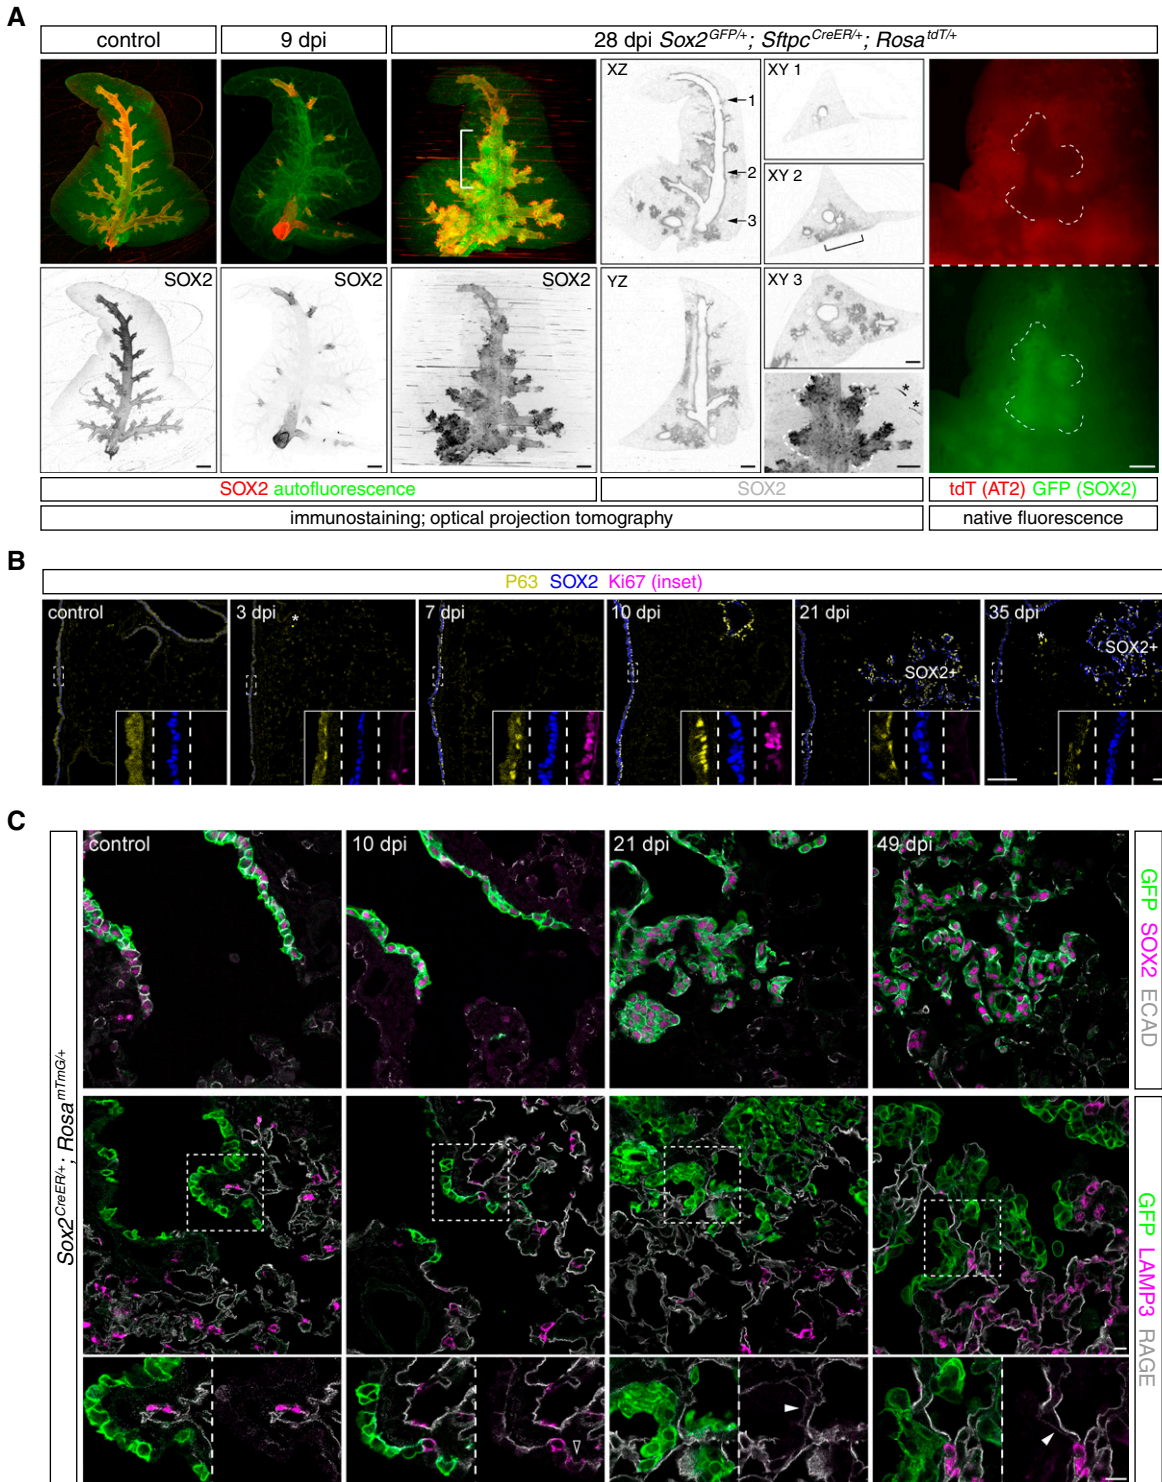 A
control
9 dpi
28 dpi Sox2GFP/+; SftpcCreER/+; RosatdT/+
XZ
1
2
3
XY 1
XY 2
SOX2
SOX2
SOX2
YZ
XY 3
*
*
SOX2 autofluorescence
SOX2
tdT (AT2) GFP (SOX2)
immunostaining; optical projection tomography
native fluorescence
B
P63 SOX2 Ki67 (inset)
control
3 dpi
*
7 dpi
10 dpi
21 dpi
SOX2+
35 dpi
*
SOX2+
C
Sox2CreER/+; RosamTmG/+
control
10 dpi
21 dpi
49 dpi
GFP SOX2 ECAD
GFP LAMP3 RAGE